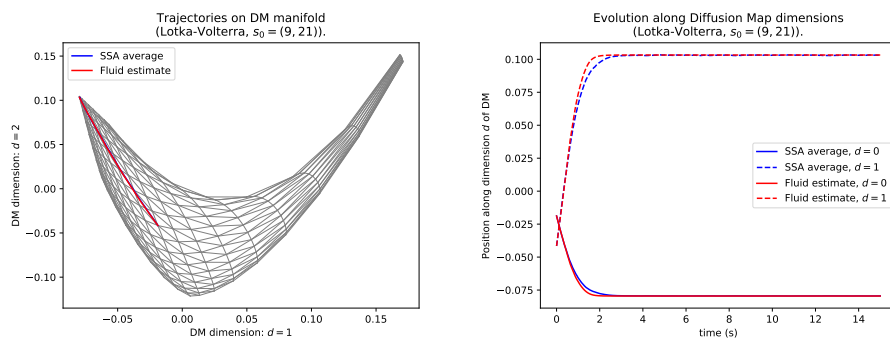 Trajectories on DM manifold
(Lotka-Volterra, s₀ = (9, 21)).
SSA average
Fluid estimate
0.15
0.10
0.05
0.00
−0.05
−0.10
DM dimension: d = 2
−0.05
0.00
0.05
0.10
0.15
DM dimension: d = 1
Evolution along Diffusion Map dimensions
(Lotka-Volterra, s₀ = (9, 21)).
0.100
0.075
0.050
0.025
0.000
−0.025
−0.050
−0.075
Position along dimension d of DM
SSA average, d = 0
SSA average, d = 1
Fluid estimate, d = 0
Fluid estimate, d = 1
0
2
4
6
8
10
12
14
time (s)